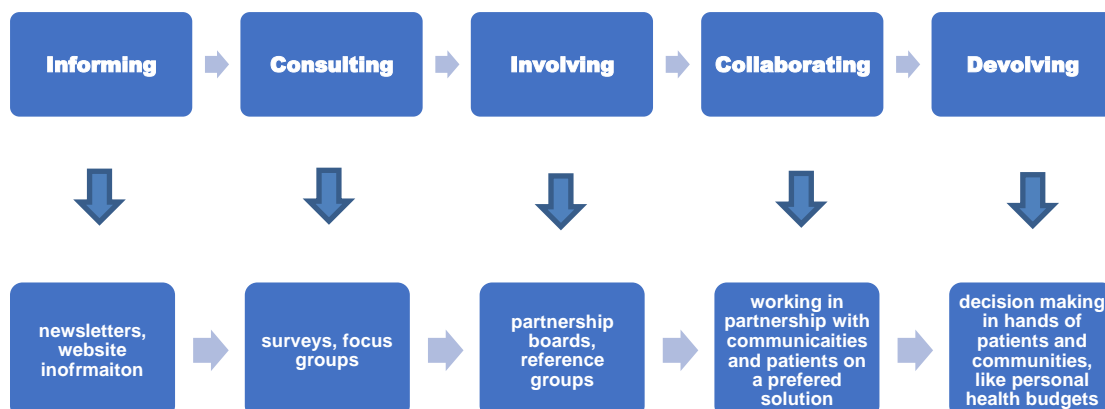 Informing
Consulting
Involving
Collaborating
Devolving
newsletters,
website
inofrmaiton
surveys, focus
groups
partnership
boards,
reference
groups
working in
partnership with
communicaities
and patients on
a prefered
solution
decision making
in hands of
patients and
communities,
like personal
health budgets